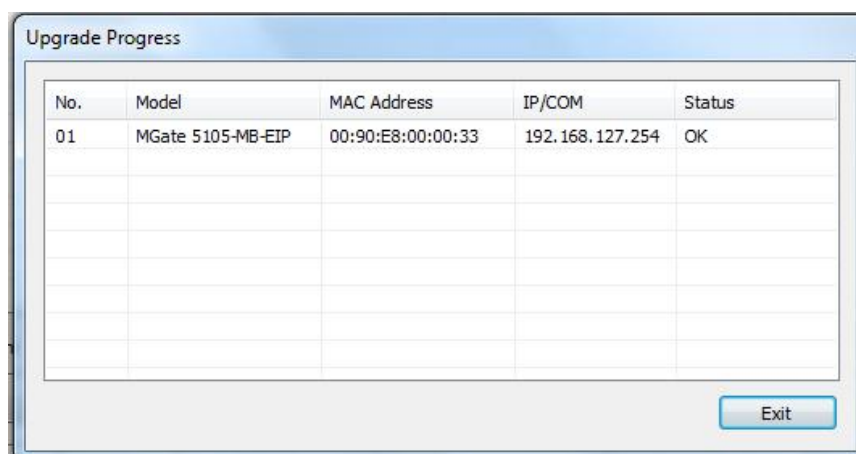 Upgrade Progress
No. Model MAC Address IP/COM Status
01 MGate 5105-MB-EIP 00:90:E8:00:00:33 192.168.127.254 OK
Exit